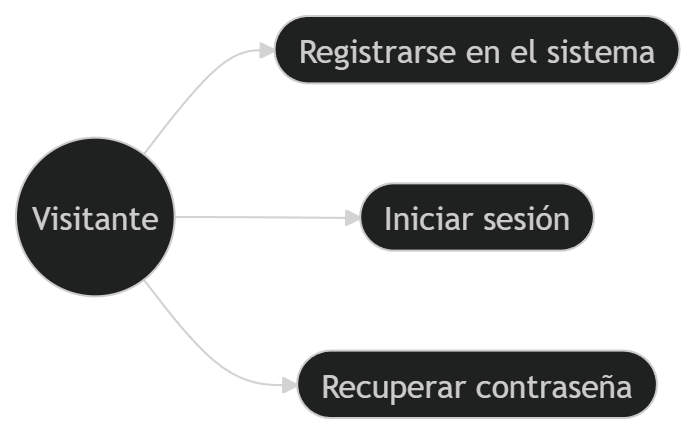 Registrarse en el sistema
Visitante
Iniciar sesión
Recuperar contraseña